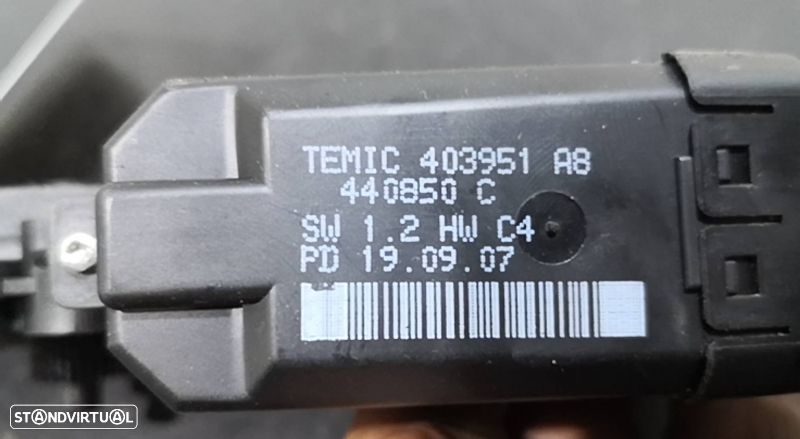 TEMIC 403951 A8
440850 C
SW 1.2 HW C4
PD 19.09.07
STANDVIRTUAL